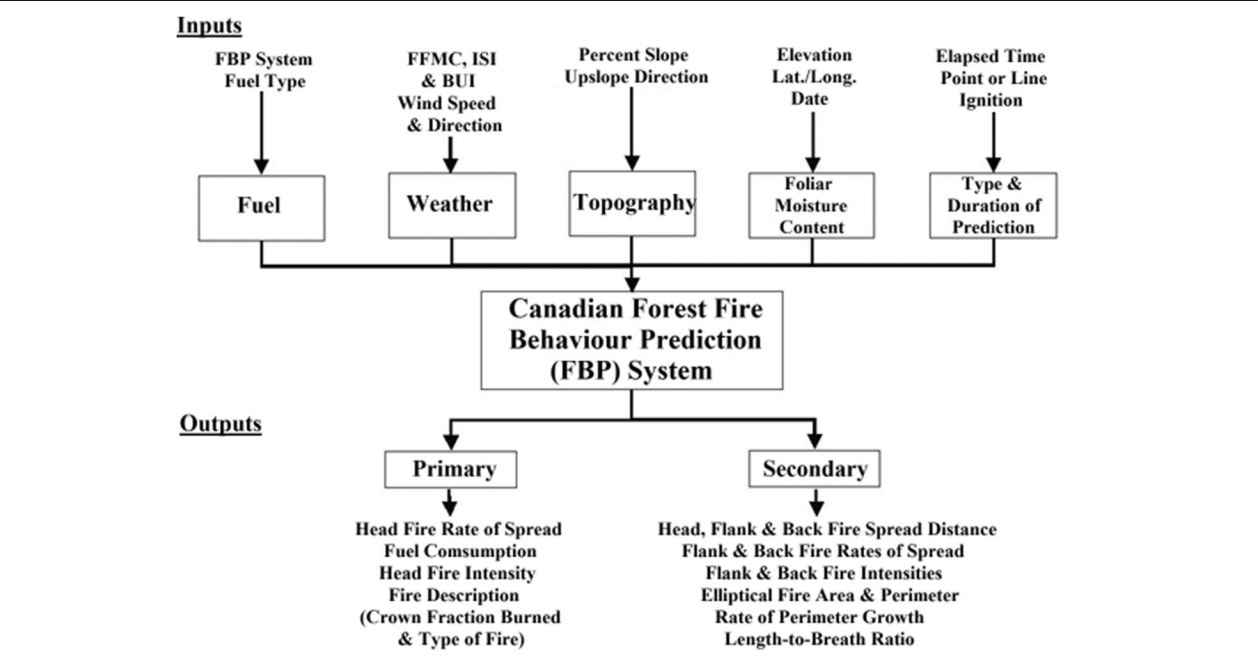 Inputs
FBP System
Fuel Type
FFMC, ISI
& BUI
Wind Speed
& Direction
Percent Slope
Upslope Direction
Elevation
Lat./Long.
Date
Elapsed Time
Point or Line
Ignition
Fuel
Weather
Topography
Foliar
Moisture
Content
Type &
Duration of
Prediction
Canadian Forest Fire
Behaviour Prediction
(FBP) System
Outputs
Primary
Secondary
Head Fire Rate of Spread
Fuel Comsumption
Head Fire Intensity
Fire Description
(Crown Fraction Burned
& Type of Fire)
Head, Flank & Back Fire Spread Distance
Flank & Back Fire Rates of Spread
Flank & Back Fire Intensities
Elliptical Fire Area & Perimeter
Rate of Perimeter Growth
Length-to-Breath Ratio